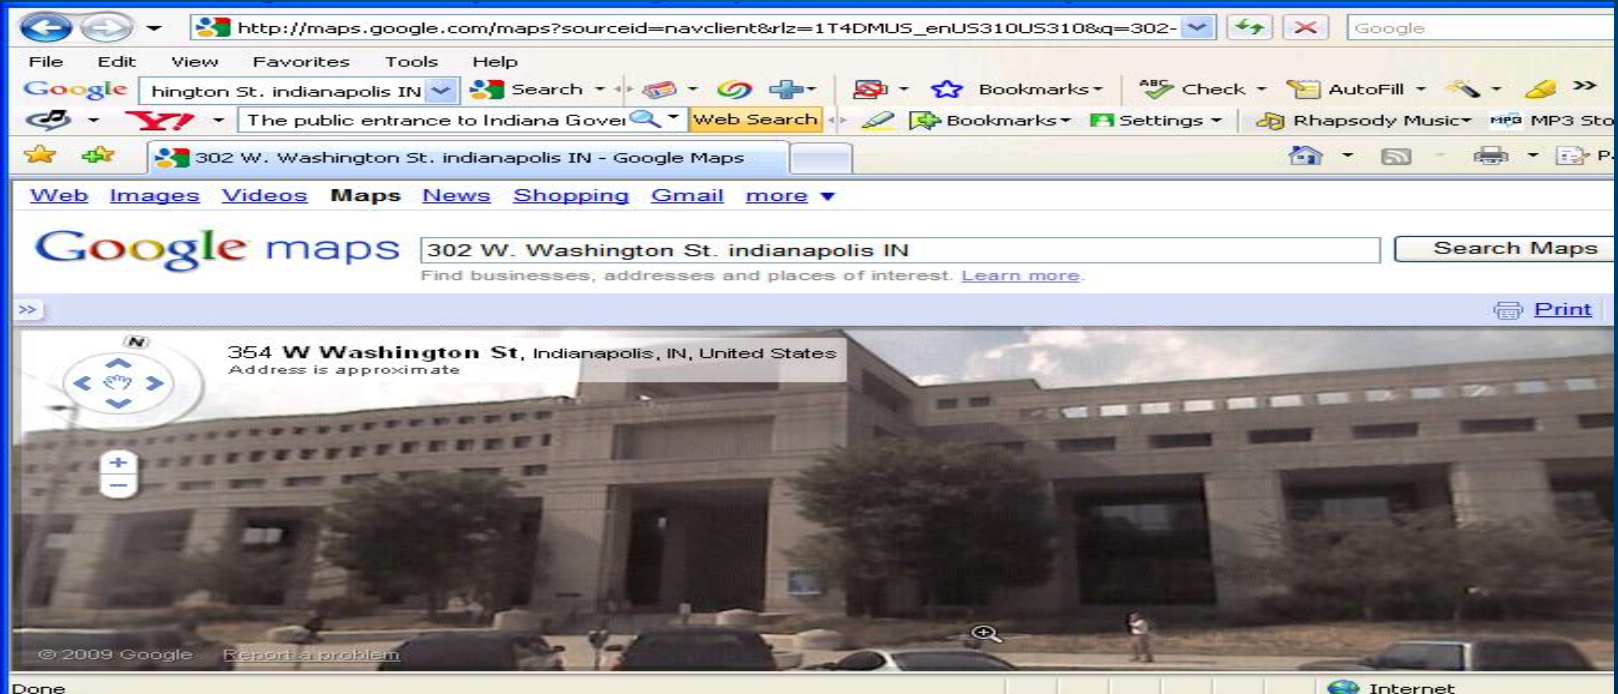 http://maps.google.com/maps?sourceid=navclient&rlz=1T4DMUS_enUS310US310&q=302-
Google
File Edit View Favorites Tools Help
Google hington St. indianapolis IN Search Bookmarks ABC Check AutoFill >>
Y7 The public entrance to Indiana Gover Web Search Bookmarks Settings Rhapsody Music MP3 MP3 Sto
302 W. Washington St. indianapolis IN - Google Maps P
Web Images Videos Maps News Shopping Gmail more
Google maps 302 W. Washington St. indianapolis IN Search Maps
Find businesses, addresses and places of interest. Learn more.
>> Print
N
354 W Washington St, Indianapolis, IN, United States
Address is approximate
© 2009 Google Report a problem
Done Internet